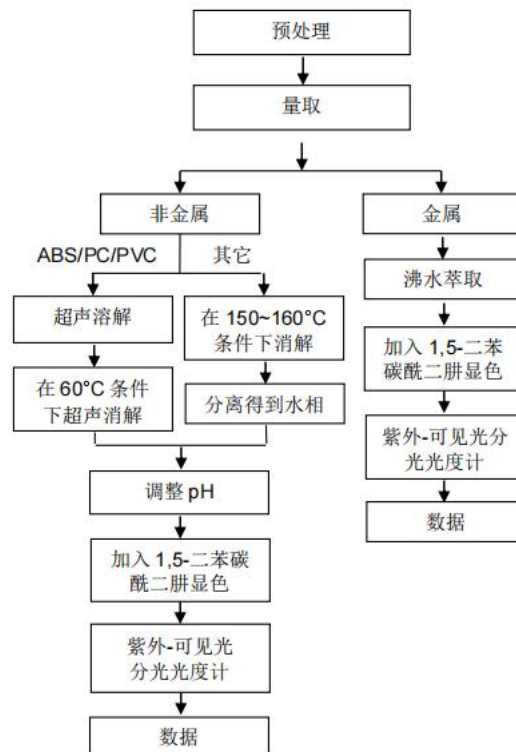 预处理
量取
非金属
金属
ABS/PC/PVC
其它
超声溶解
在 60°C 条件
下超声消解
在 150~160°C
条件下消解
分离得到水相
调整 pH
加入 1,5-二苯碳
酰二肼显色
紫外-可见光
分光光度计
数据
沸水萃取
加入 1,5-二苯
碳酰二肼显色
紫外-可见光分
光光度计
数据